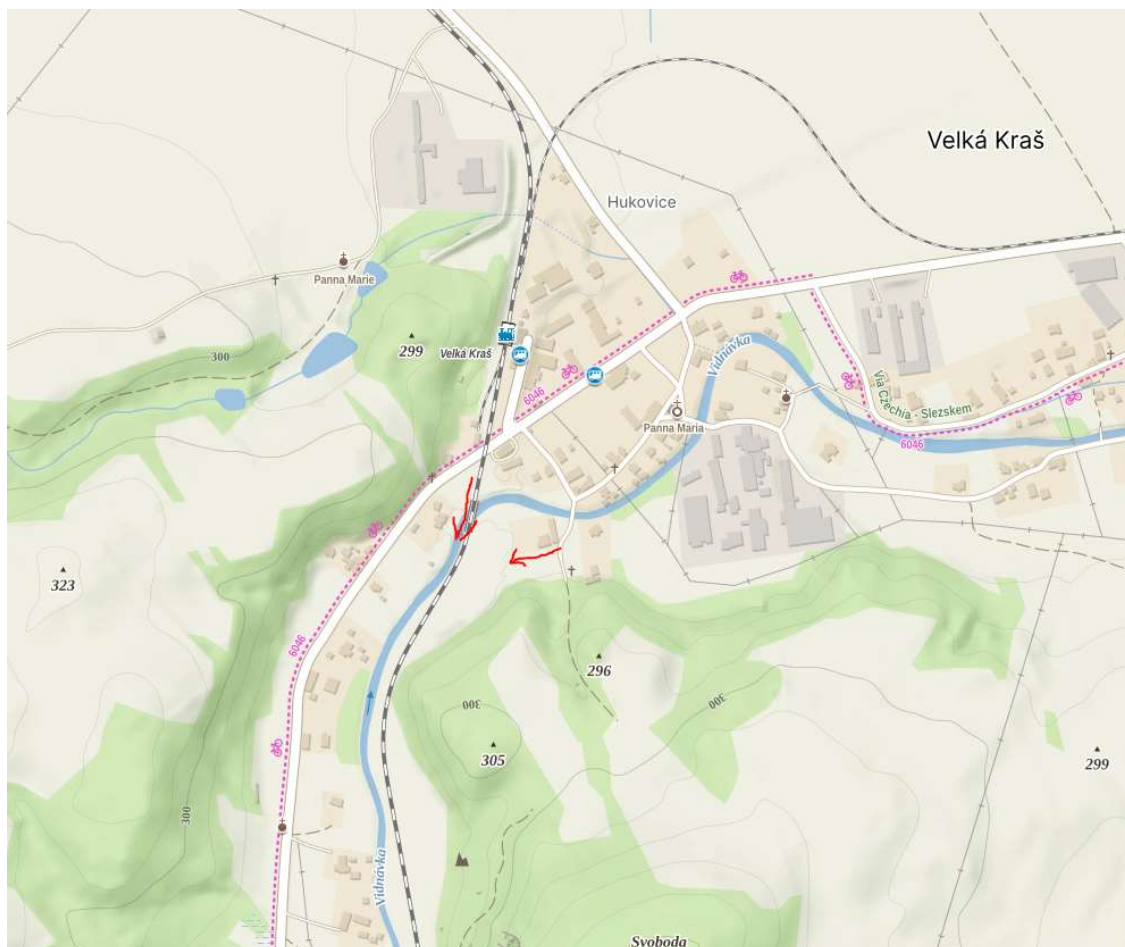 Velká Kraš
Hukovice
Panna Marie
300
299
Velká Kraš
6046
Vidnávka
Panna Maria
Via Czechia - Slezskem
6046
323
6046
296
300
300
305
299
300
Vidnávka
Svoboda